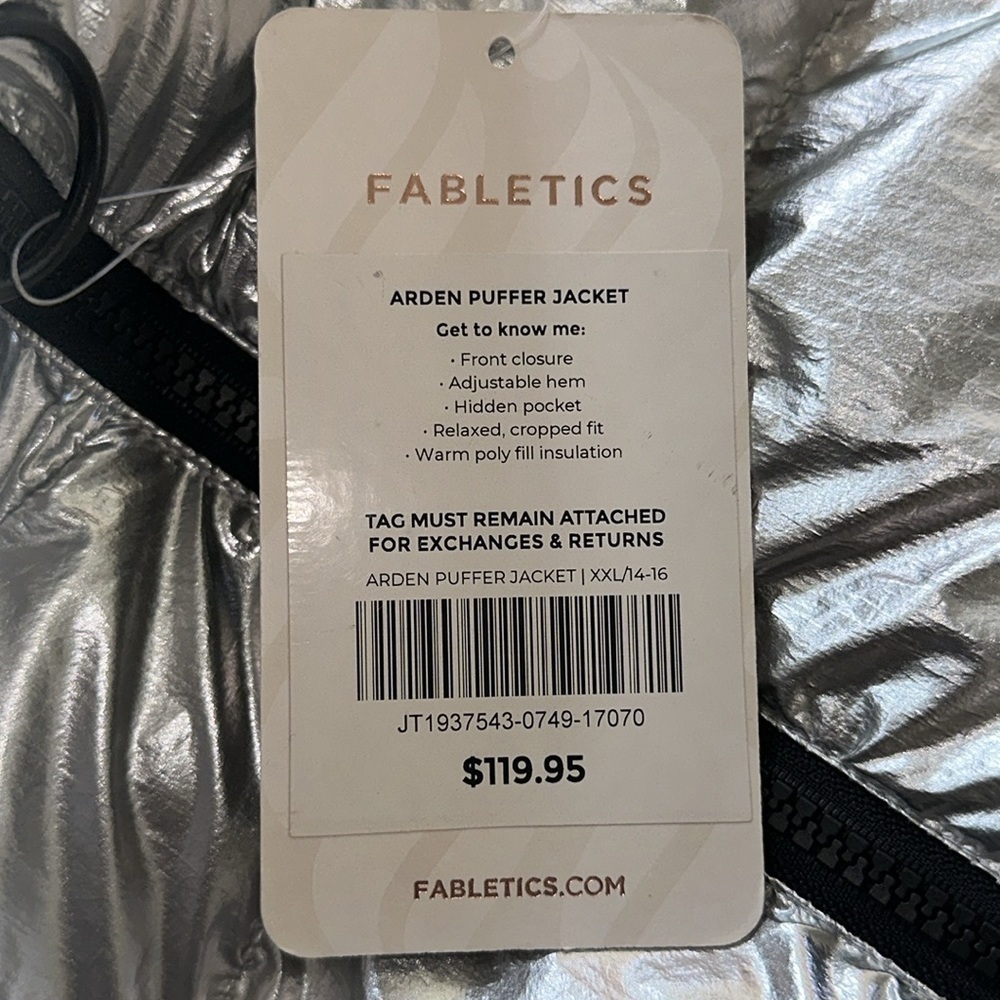 FABLETICS
ARDEN PUFFER JACKET
Get to know me:
· Front closure
· Adjustable hem
· Hidden pocket
· Relaxed, cropped fit
· Warm poly fill insulation
TAG MUST REMAIN ATTACHED
FOR EXCHANGES & RETURNS
ARDEN PUFFER JACKET | XXL/14-16
JT1937543-0749-17070
$119.95
FABLETICS.COM